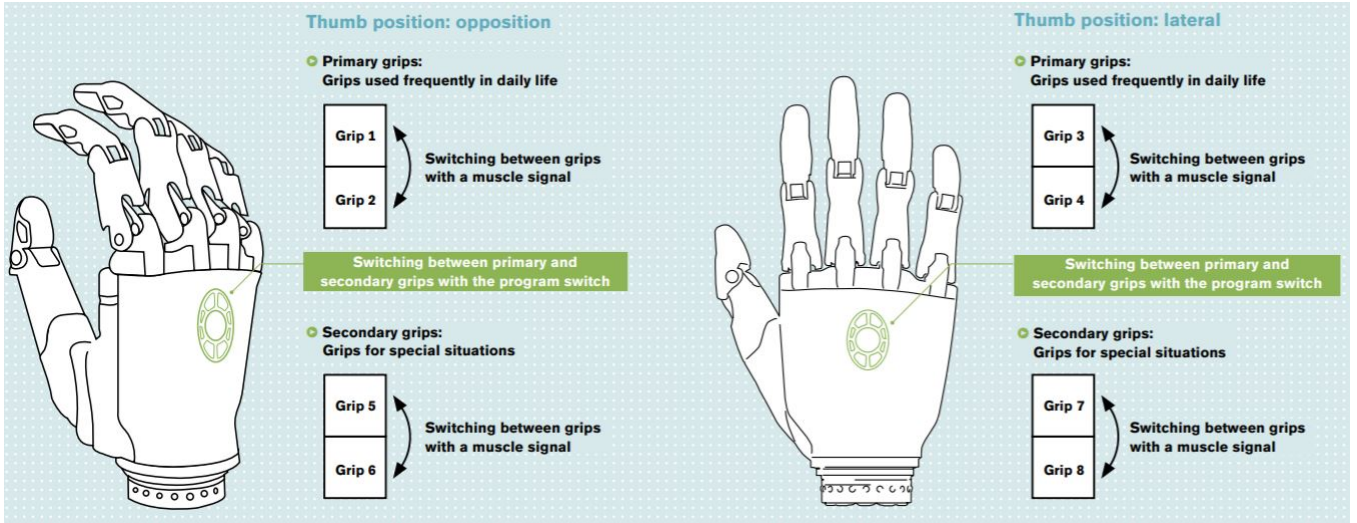 Thumb position: opposition
Primary grips:
Grips used frequently in daily life
Grip 1
Grip 2
Switching between grips
with a muscle signal
Switching between primary and
secondary grips with the program switch
Secondary grips:
Grips for special situations
Grip 5
Grip 6
Switching between grips
with a muscle signal
Thumb position: lateral
Primary grips:
Grips used frequently in daily life
Grip 3
Grip 4
Switching between grips
with a muscle signal
Switching between primary and
secondary grips with the program switch
Secondary grips:
Grips for special situations
Grip 7
Grip 8
Switching between grips
with a muscle signal